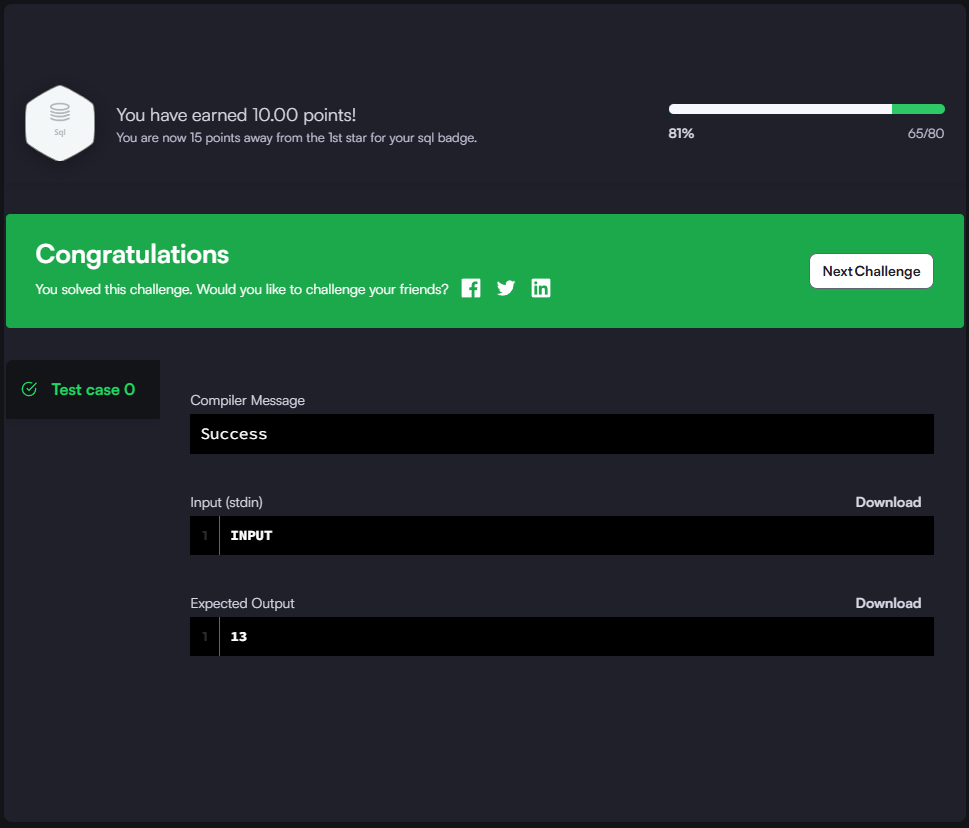 Sql
You have earned 10.00 points!
You are now 15 points away from the 1st star for your sql badge.
81%
65/80
Congratulations
You solved this challenge. Would you like to challenge your friends?
Next Challenge
Test case 0
Compiler Message
Success
Input (stdin)
Download
1
INPUT
Expected Output
Download
1
13